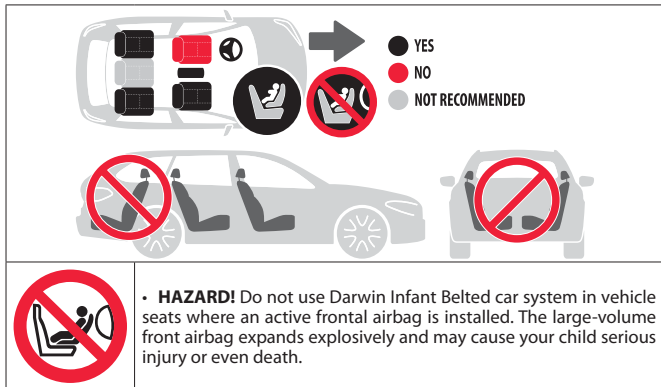 YES
NO
NOT RECOMMENDED
• HAZARD! Do not use Darwin Infant Belted car system in vehicle
seats where an active frontal airbag is installed. The large-volume
front airbag expands explosively and may cause your child serious
injury or even death.